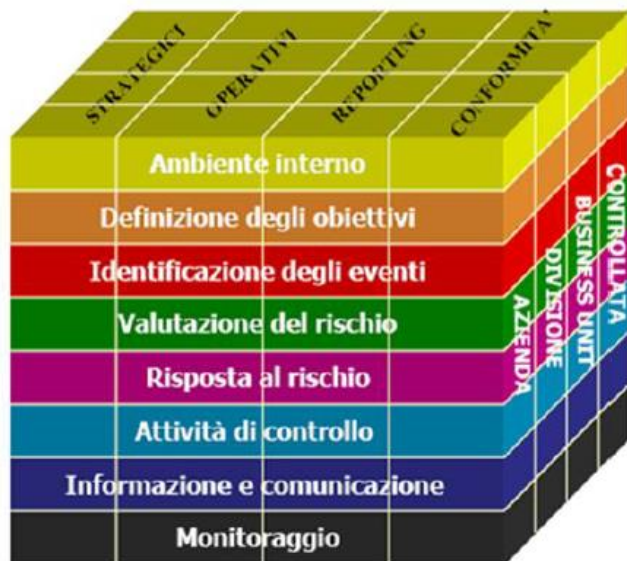 STRATEGICI
OPERATIVI
REPORTING
CONFORMITA'
Ambiente interno
Definizione degli obiettivi
Identificazione degli eventi
Valutazione del rischio
Risposta al rischio
Attività di controllo
Informazione e comunicazione
Monitoraggio
AZIENDA
DIVISIONE
BUSINESS UNIT
CONTROLLATA